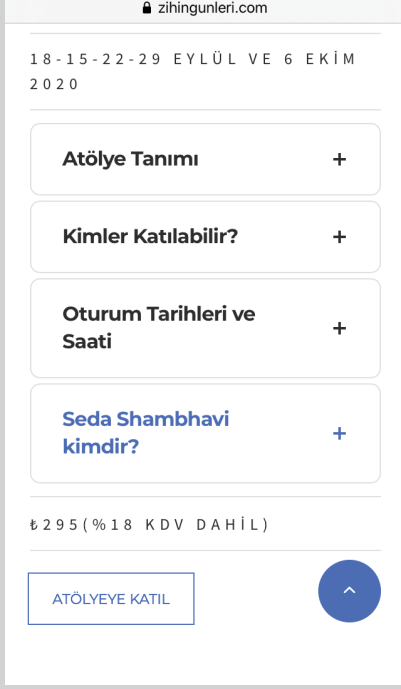 zihingunleri.com
18-15-22-29 EYLÜL VE 6 EKİM
2020
Atölye Tanımı
Kimler Katılabilir?
Oturum Tarihleri ve
Saati
Seda Shambhavi
kimdir?
₺295(%18 KDV DAHİL)
ATÖLYEYE KATIL